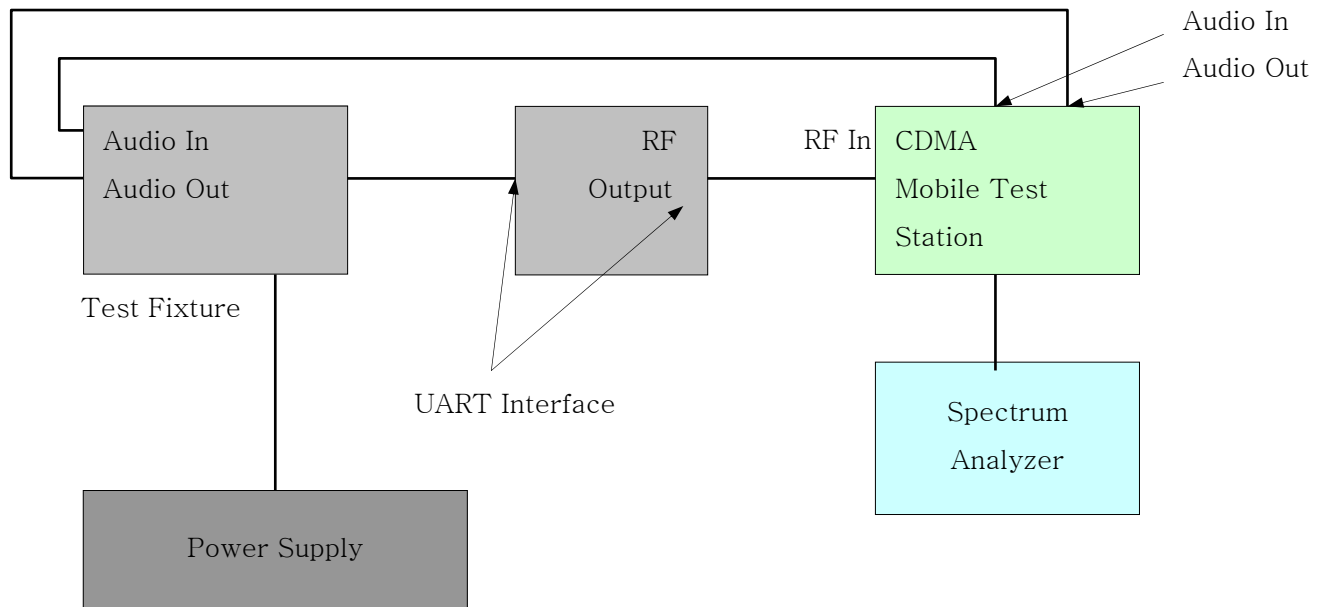 Audio In
Audio Out
Audio In
Audio Out
RF
Output
RF In
CDMA
Mobile Test
Station
Test Fixture
UART Interface
Spectrum
Analyzer
Power Supply